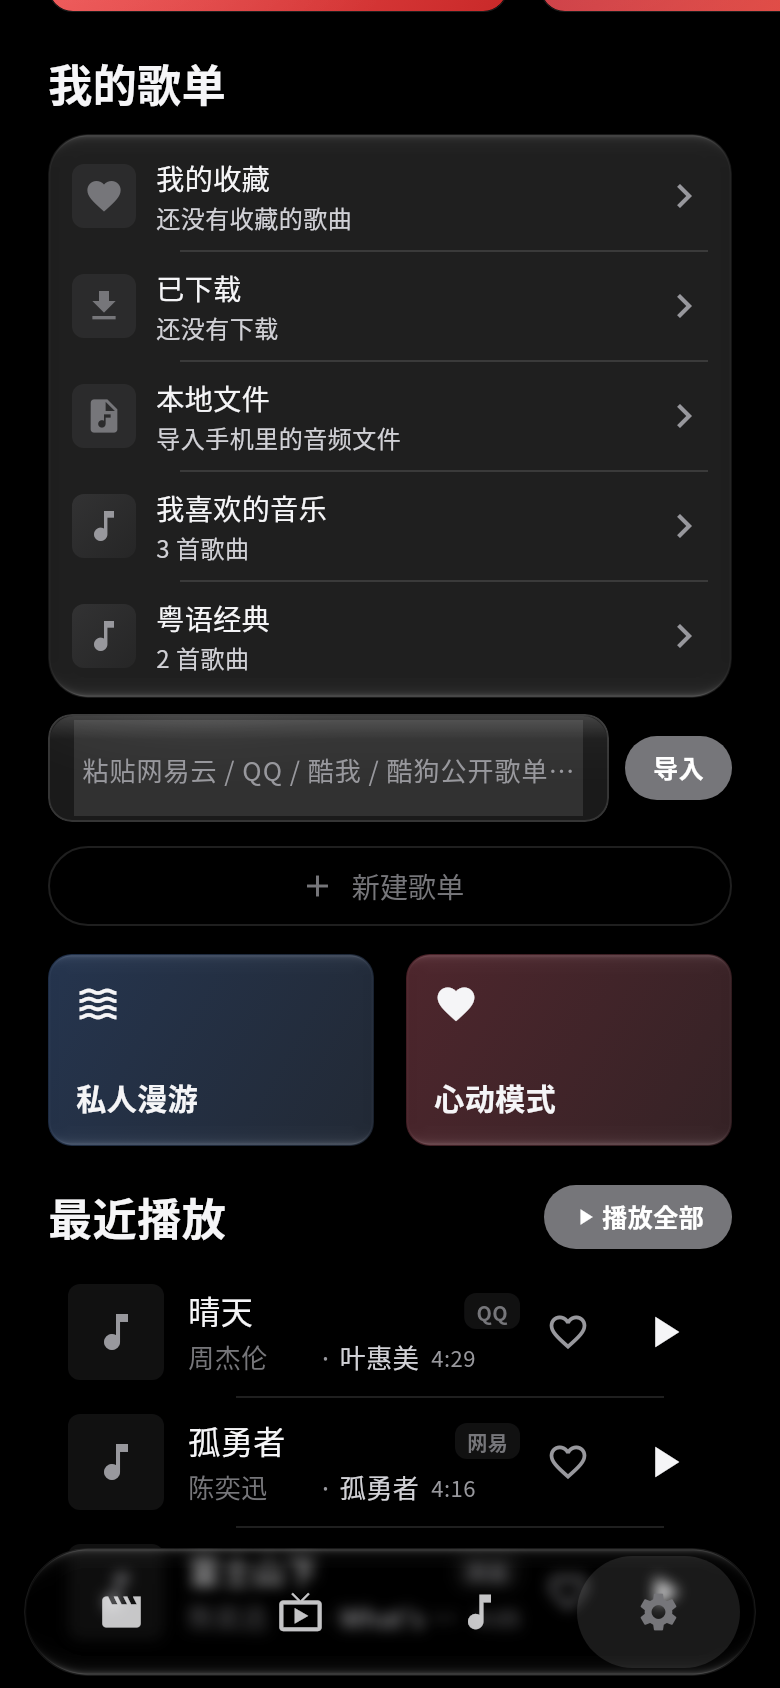 我的歌单
我的收藏
还没有收藏的歌曲
已下载
还没有下载
本地文件
导入手机里的音频文件
我喜欢的音乐
3 首歌曲
粤语经典
2 首歌曲
粘贴网易云 / QQ / 酷我 / 酷狗公开歌单…
导入
新建歌单
私人漫游
心动模式
最近播放
播放全部
晴天
QQ
周杰伦 · 叶惠美 4:29
孤勇者
网易
陈奕迅 · 孤勇者 4:16